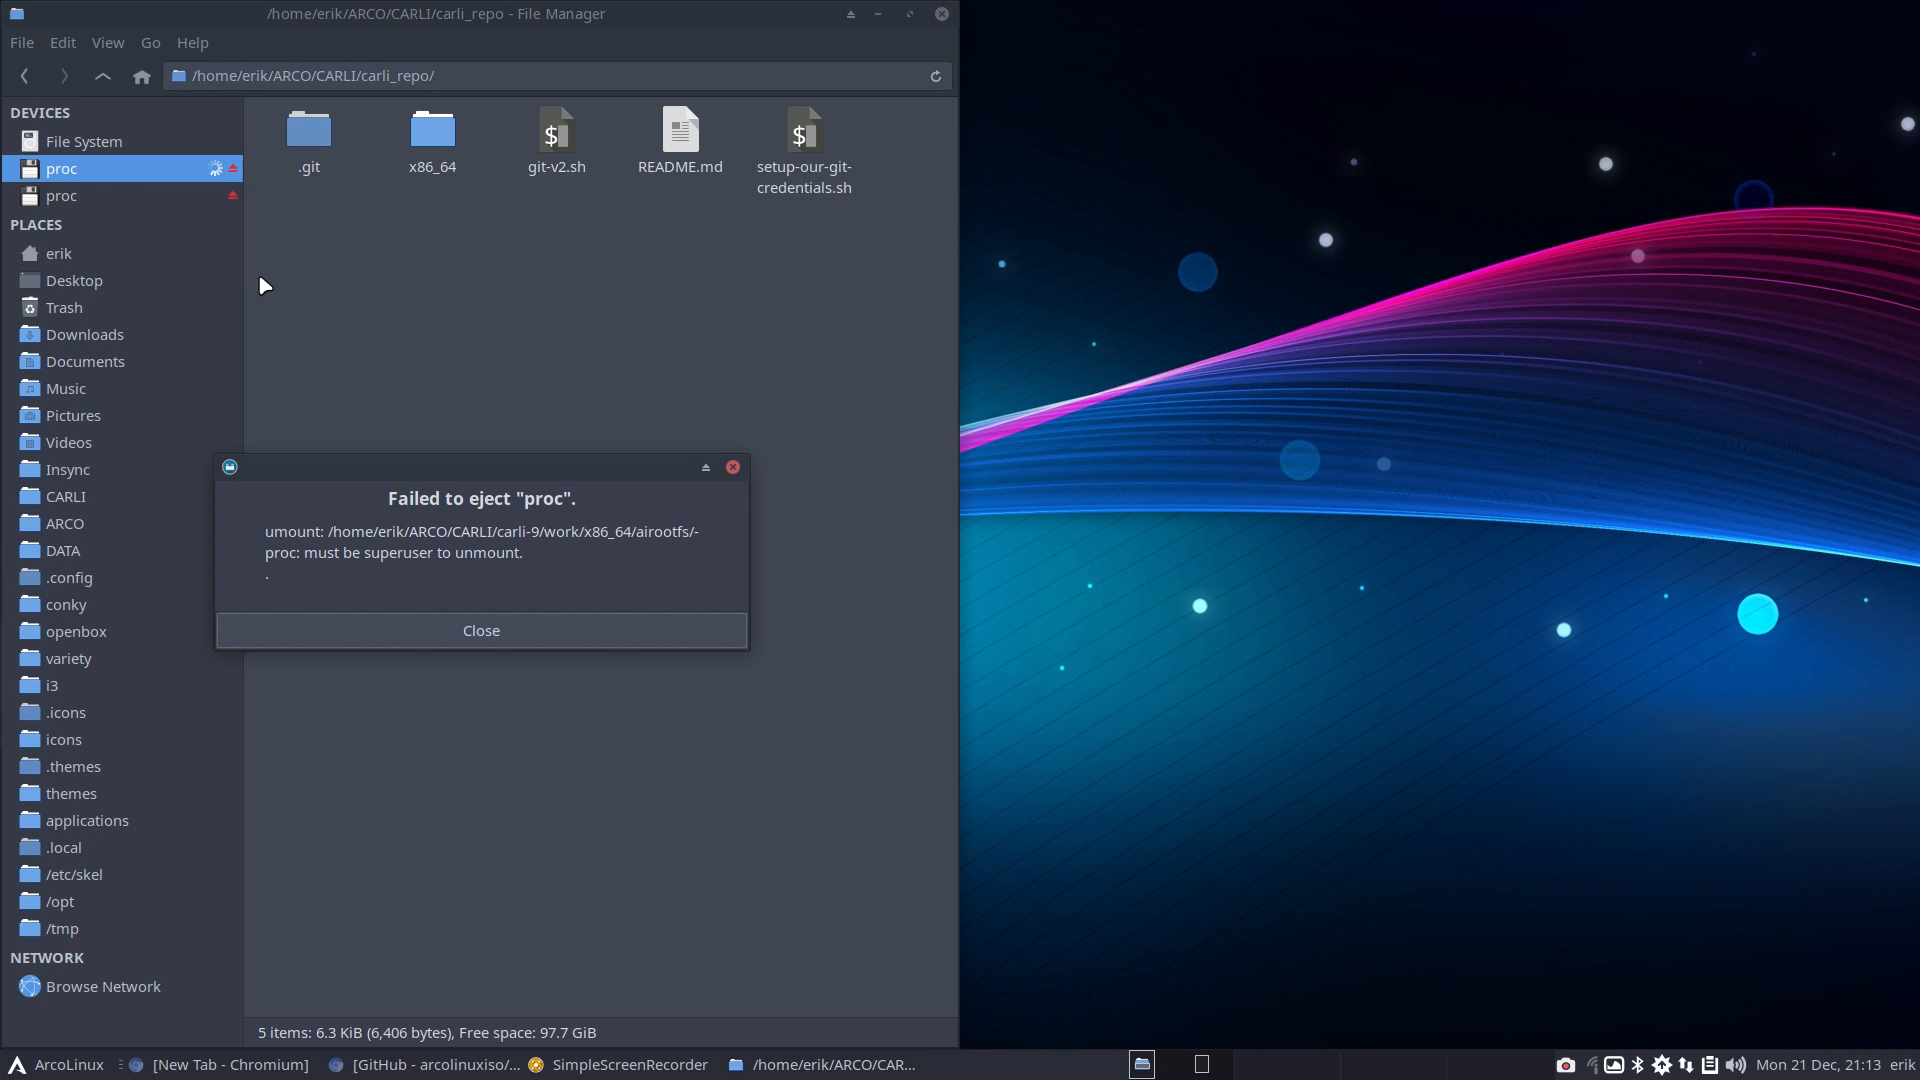 /home/erik/ARCO/CARLI/carli_repo - File Manager
File Edit View Go Help
/home/erik/ARCO/CARLI/carli_repo/
DEVICES
File System
proc
proc
PLACES
erik
Desktop
Trash
Downloads
Documents
Music
Pictures
Videos
Insync
CARLI
ARCO
DATA
.config
conky
openbox
variety
i3
.icons
icons
.themes
themes
applications
.local
/etc/skel
/opt
/tmp
NETWORK
Browse Network
.git
x86_64
$
git-v2.sh
README.md
$
setup-our-git-
credentials.sh
Failed to eject "proc".
umount: /home/erik/ARCO/CARLI/carli-9/work/x86_64/airootfs/-
proc: must be superuser to unmount.
.
Close
5 items: 6.3 KiB (6,406 bytes), Free space: 97.7 GiB
ArcoLinux
[New Tab - Chromium]
[GitHub - arcolinuxiso/...
SimpleScreenRecorder
/home/erik/ARCO/CAR...
Mon 21 Dec, 21:13 erik